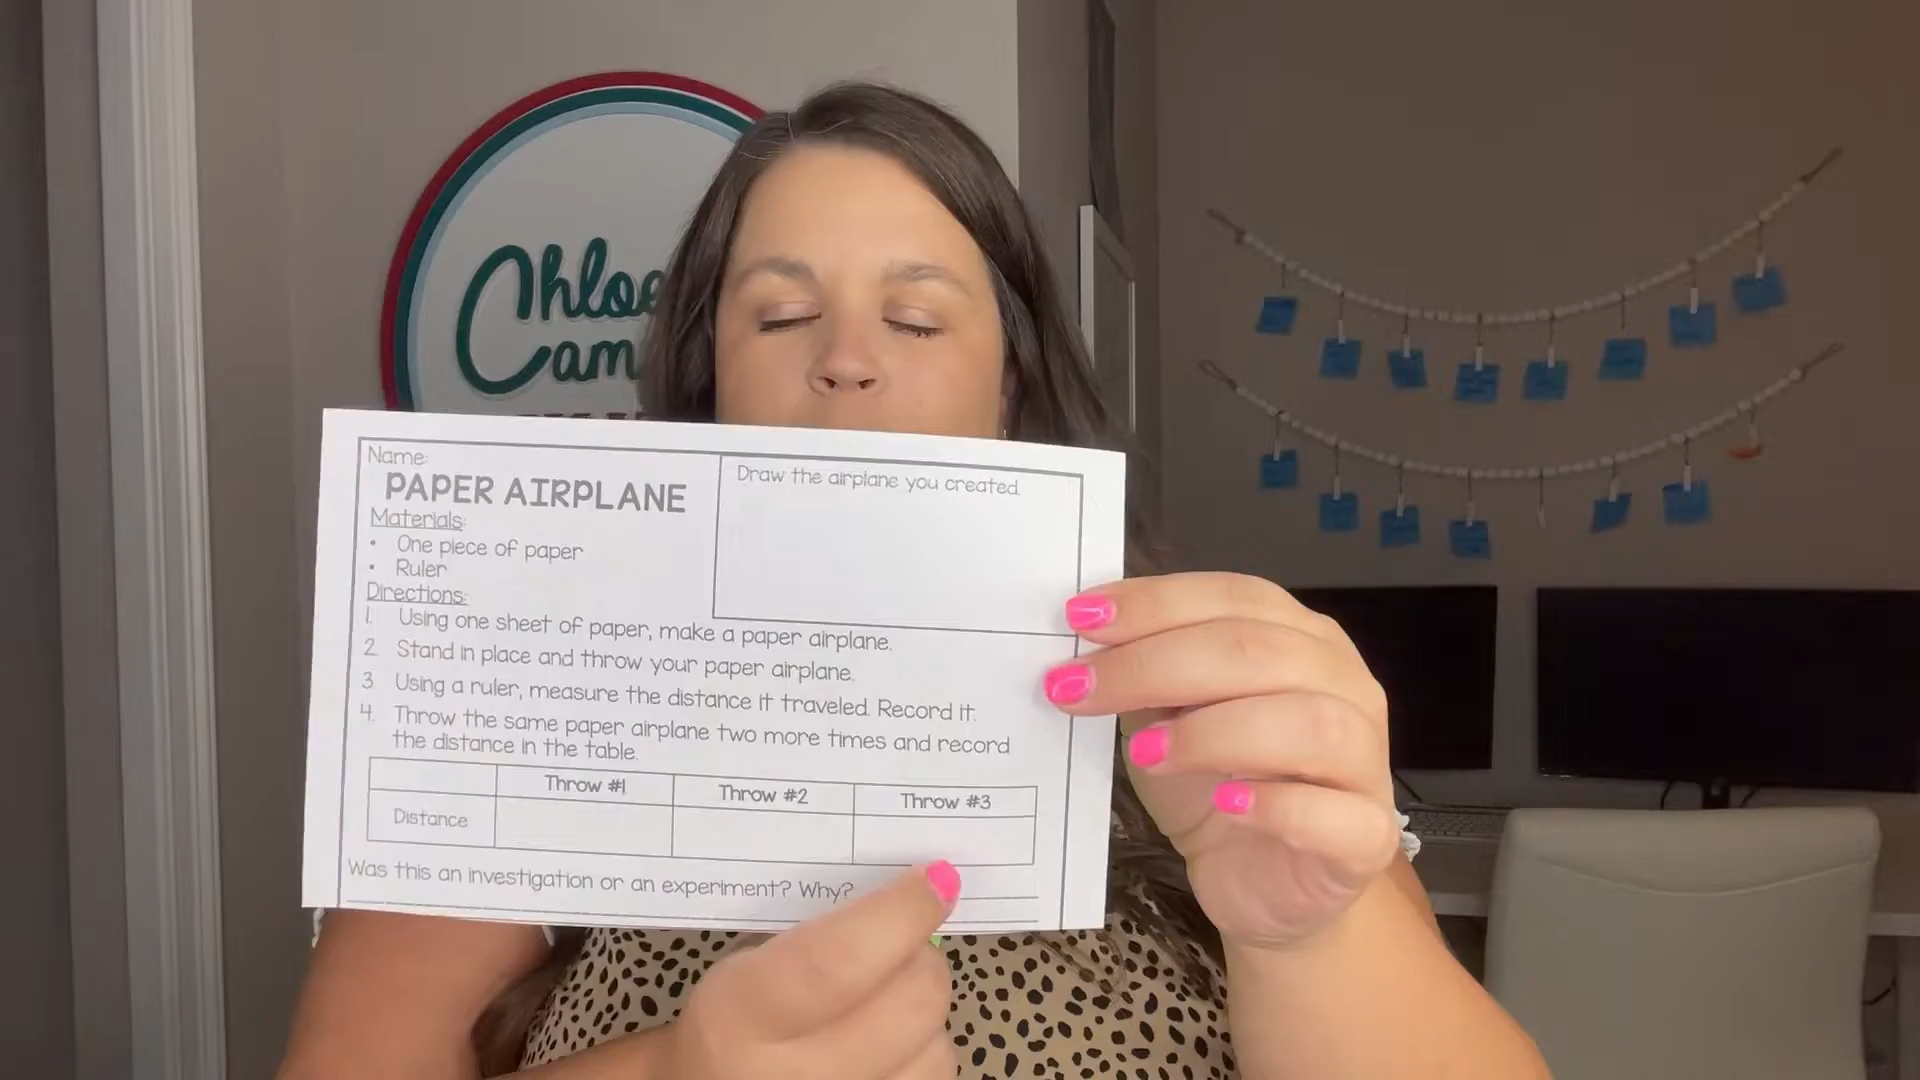 Chloe
Cam
Name:
PAPER AIRPLANE
Materials:
• One piece of paper
• Ruler
Directions:
1. Using one sheet of paper, make a paper airplane.
2. Stand in place and throw your paper airplane.
3. Using a ruler, measure the distance it traveled. Record it.
4. Throw the same paper airplane two more times and record
the distance in the table.
Draw the airplane you created.
Throw #1 Throw #2 Throw #3
Distance
Was this an investigation or an experiment? Why?